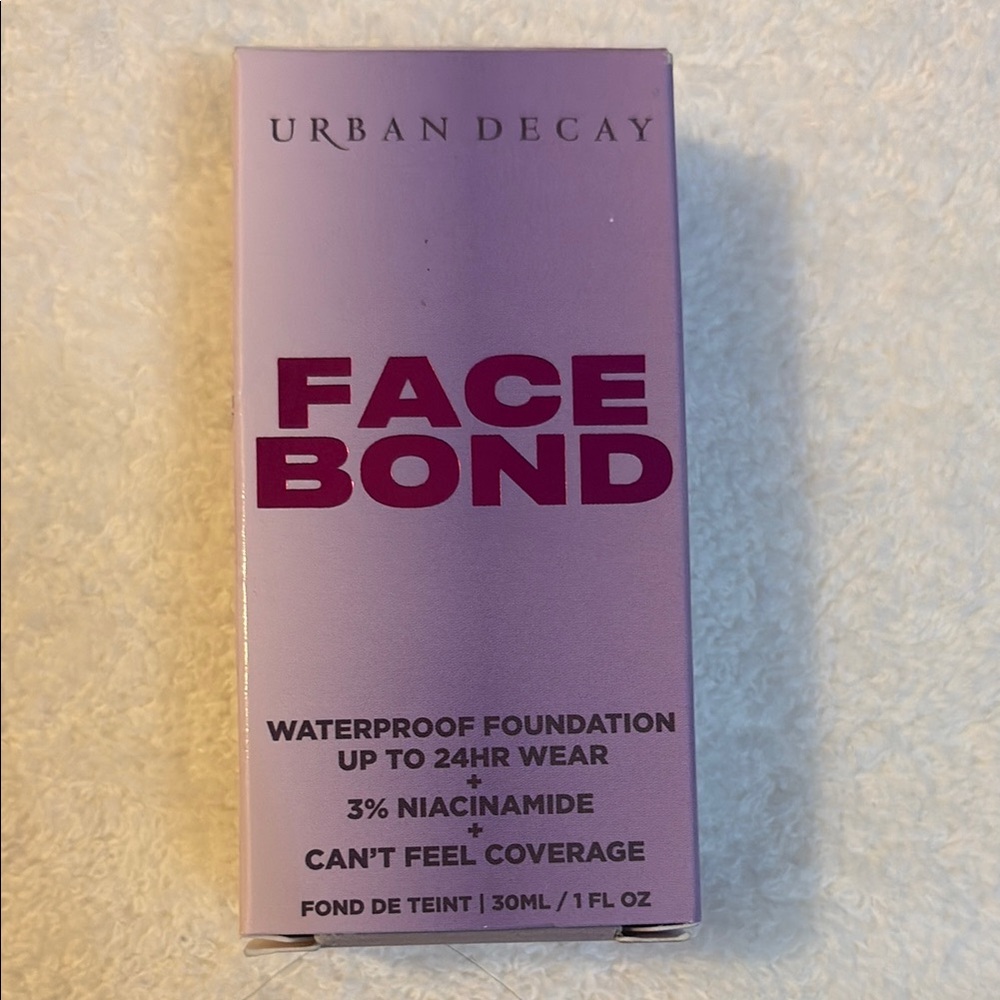 URBAN DECAY
FACE
BOND
WATERPROOF FOUNDATION
UP TO 24HR WEAR
+
3% NIACINAMIDE
+
CAN'T FEEL COVERAGE
FOND DE TEINT | 30ML / 1 FL OZ